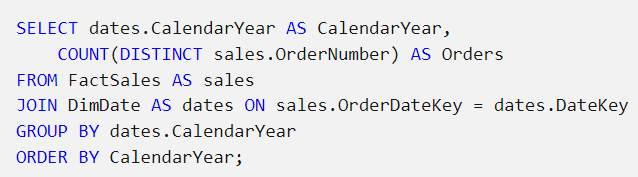 SELECT dates.CalendarYear AS CalendarYear,
    COUNT(DISTINCT sales.OrderNumber) AS Orders
FROM FactSales AS sales
JOIN DimDate AS dates ON sales.OrderDateKey = dates.DateKey
GROUP BY dates.CalendarYear
ORDER BY CalendarYear;